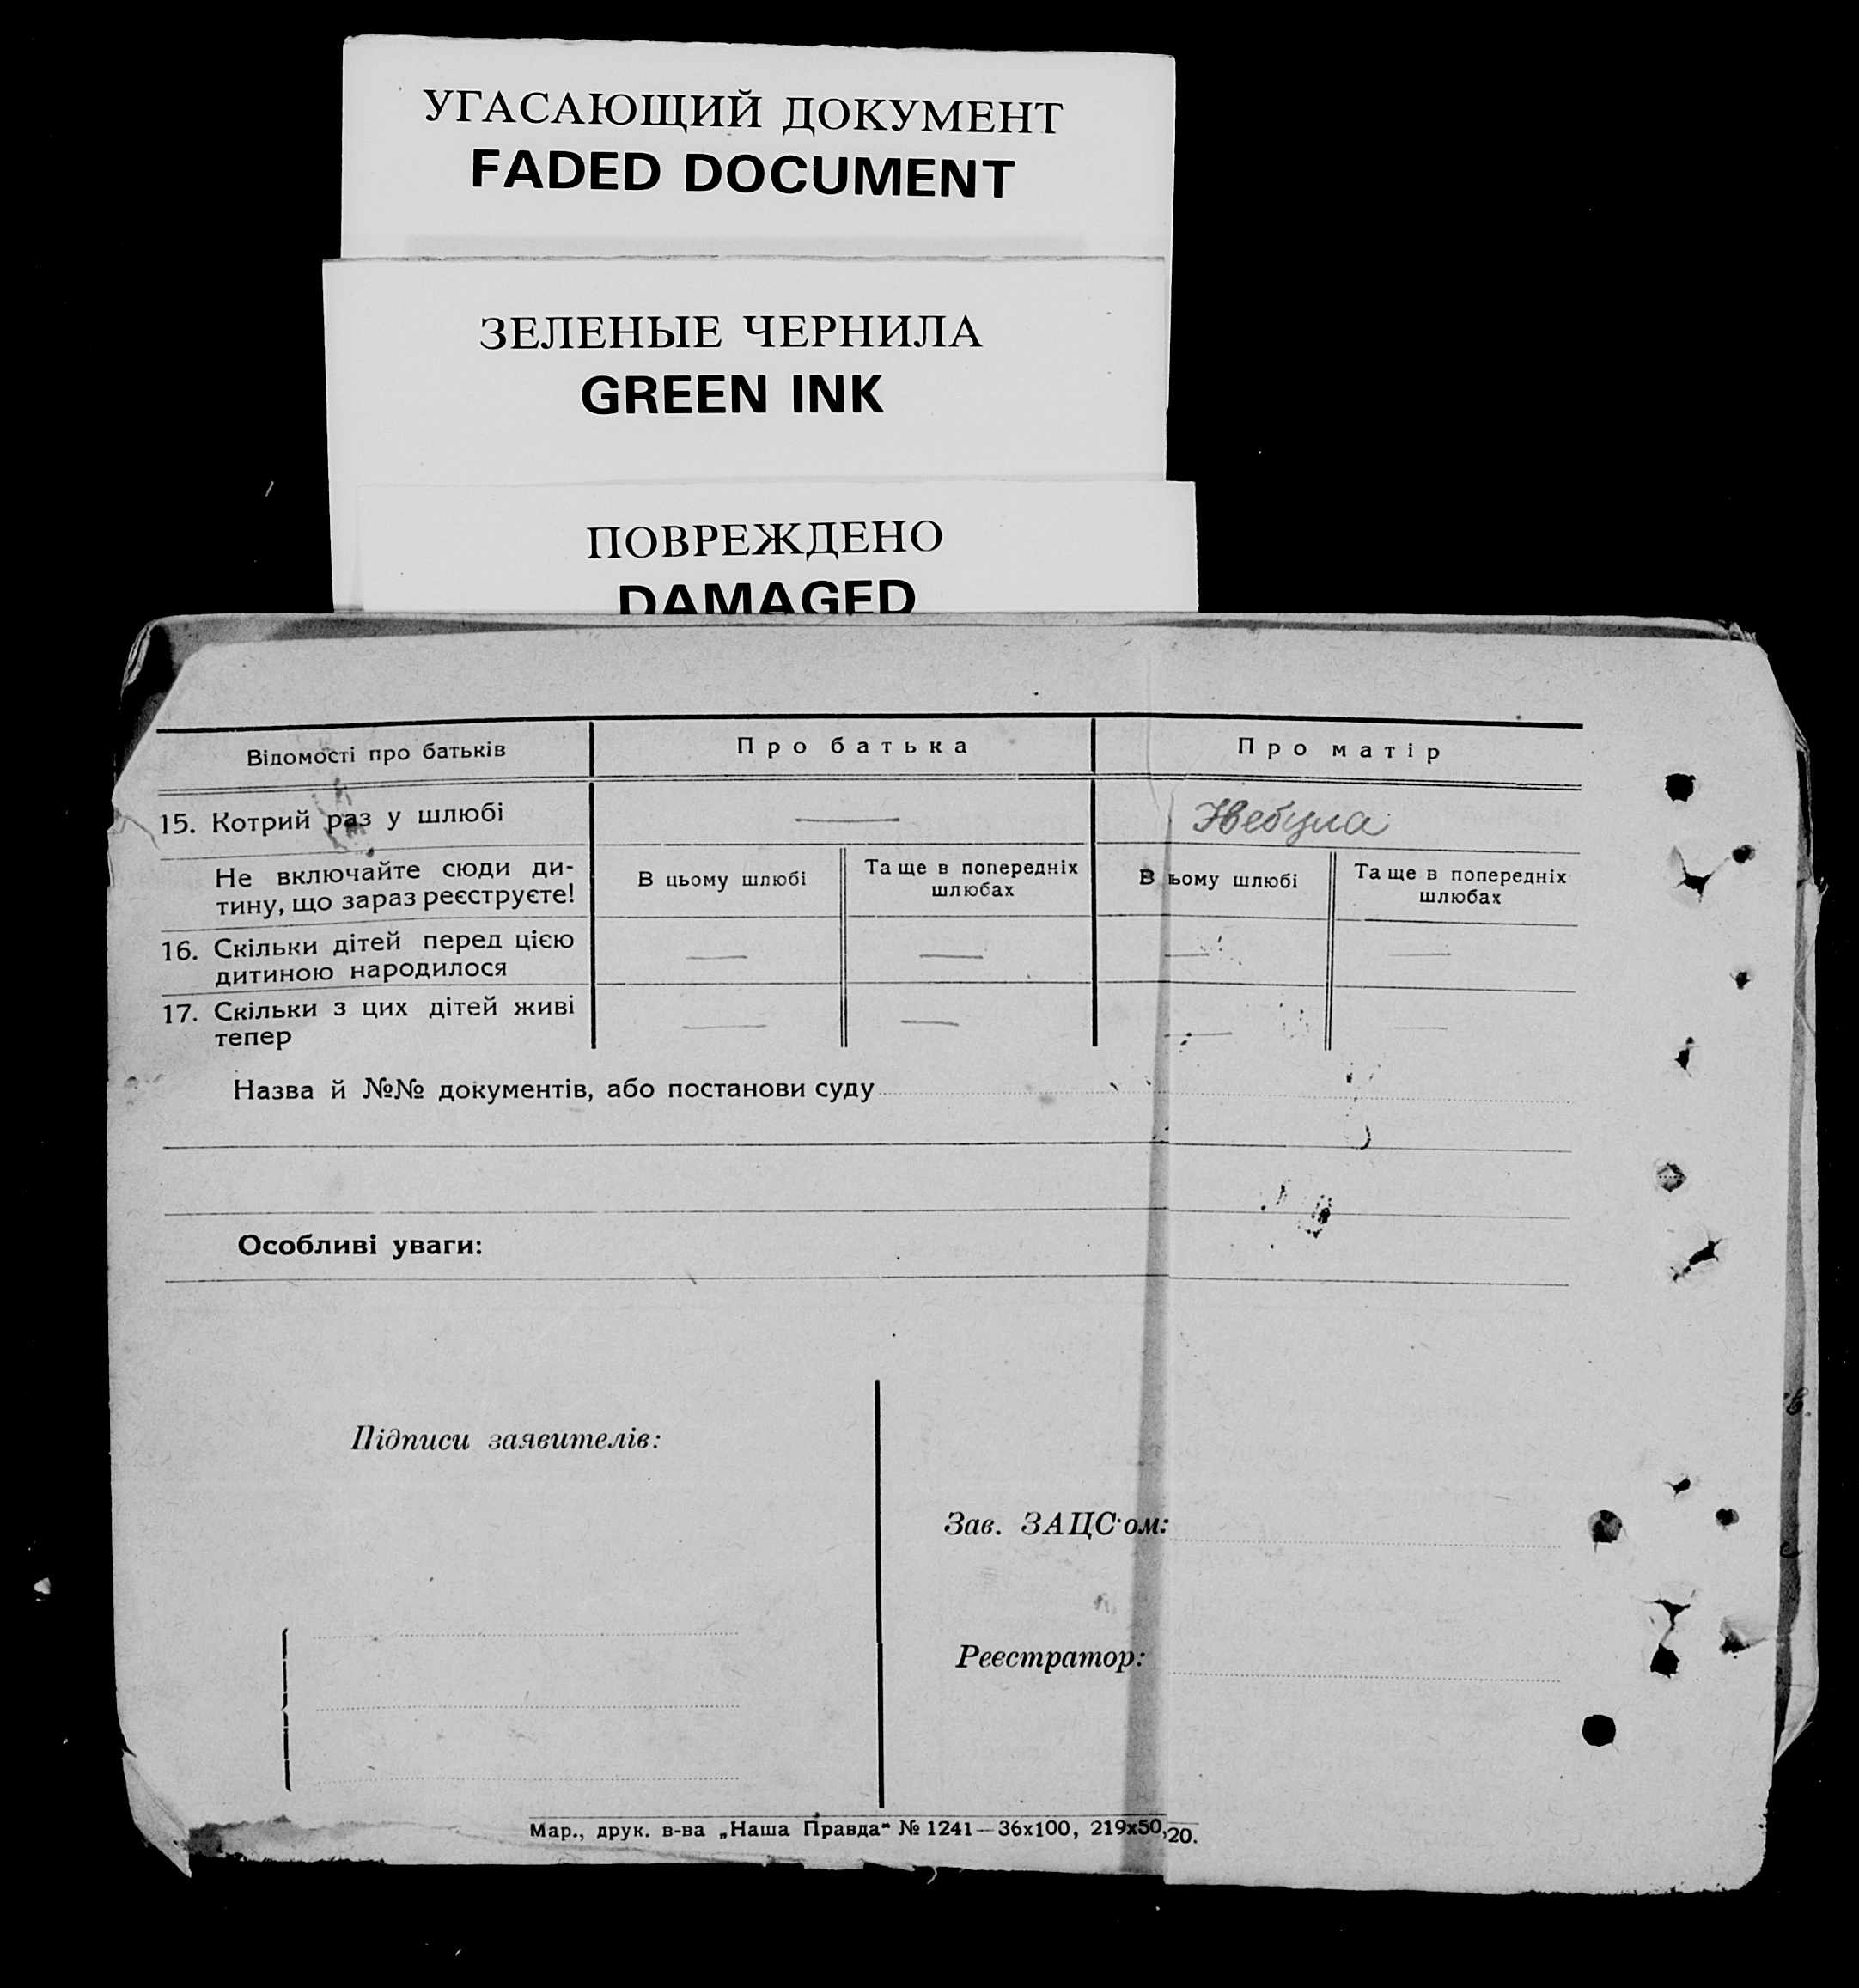 УГАСАЮЩИЙ ДОКУМЕНТ
FADED DOCUMENT
ЗЕЛЕНЫЕ ЧЕРНИЛА
GREEN INK
ПОВРЕЖДЕНО
DAMAGED
Відомості про батьків Про батька Про матір
15. Котрий раз у шлюбі —
Не включайте сюди ди-
тину, що зараз реєструєте!
В цьому шлюбі
Та ще в попередніх
шлюбах
В ьому шлюбі
Та ще в попередніх
шлюбах
16. Скільки дітей перед цією
дитиною народилося — — — —
17. Скільки з цих дітей живі
тепер — — — —
Назва й №№ документів, або постанови суду
Особливі уваги:
Підписи заявителів:
Зав. ЗАЦС'ом:
Реєстратор:
Мар., друк. в-ва „Наша Правда“ № 1241—36х100, 219х50,20.